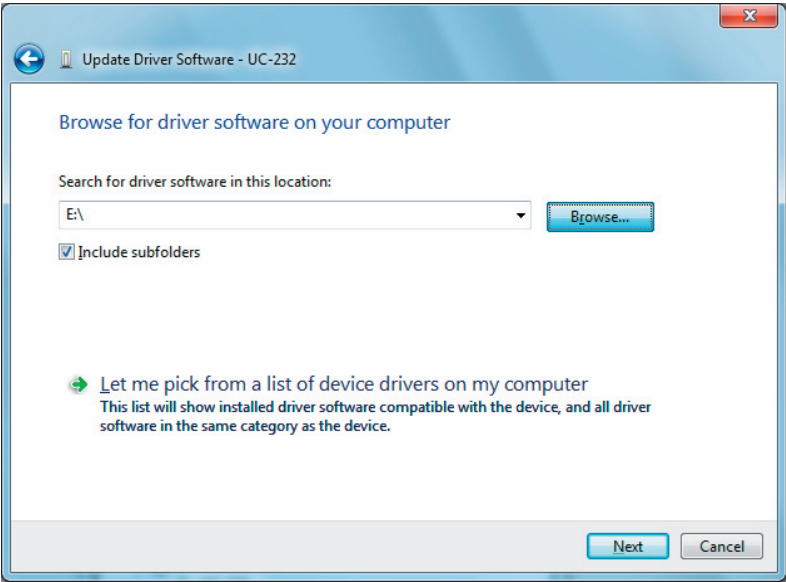 Update Driver Software - UC-232
Browse for driver software on your computer
Search for driver software in this location:
E:\
Browse...
Include subfolders
Let me pick from a list of device drivers on my computer
This list will show installed driver software compatible with the device, and all driver
software in the same category as the device.
Next
Cancel